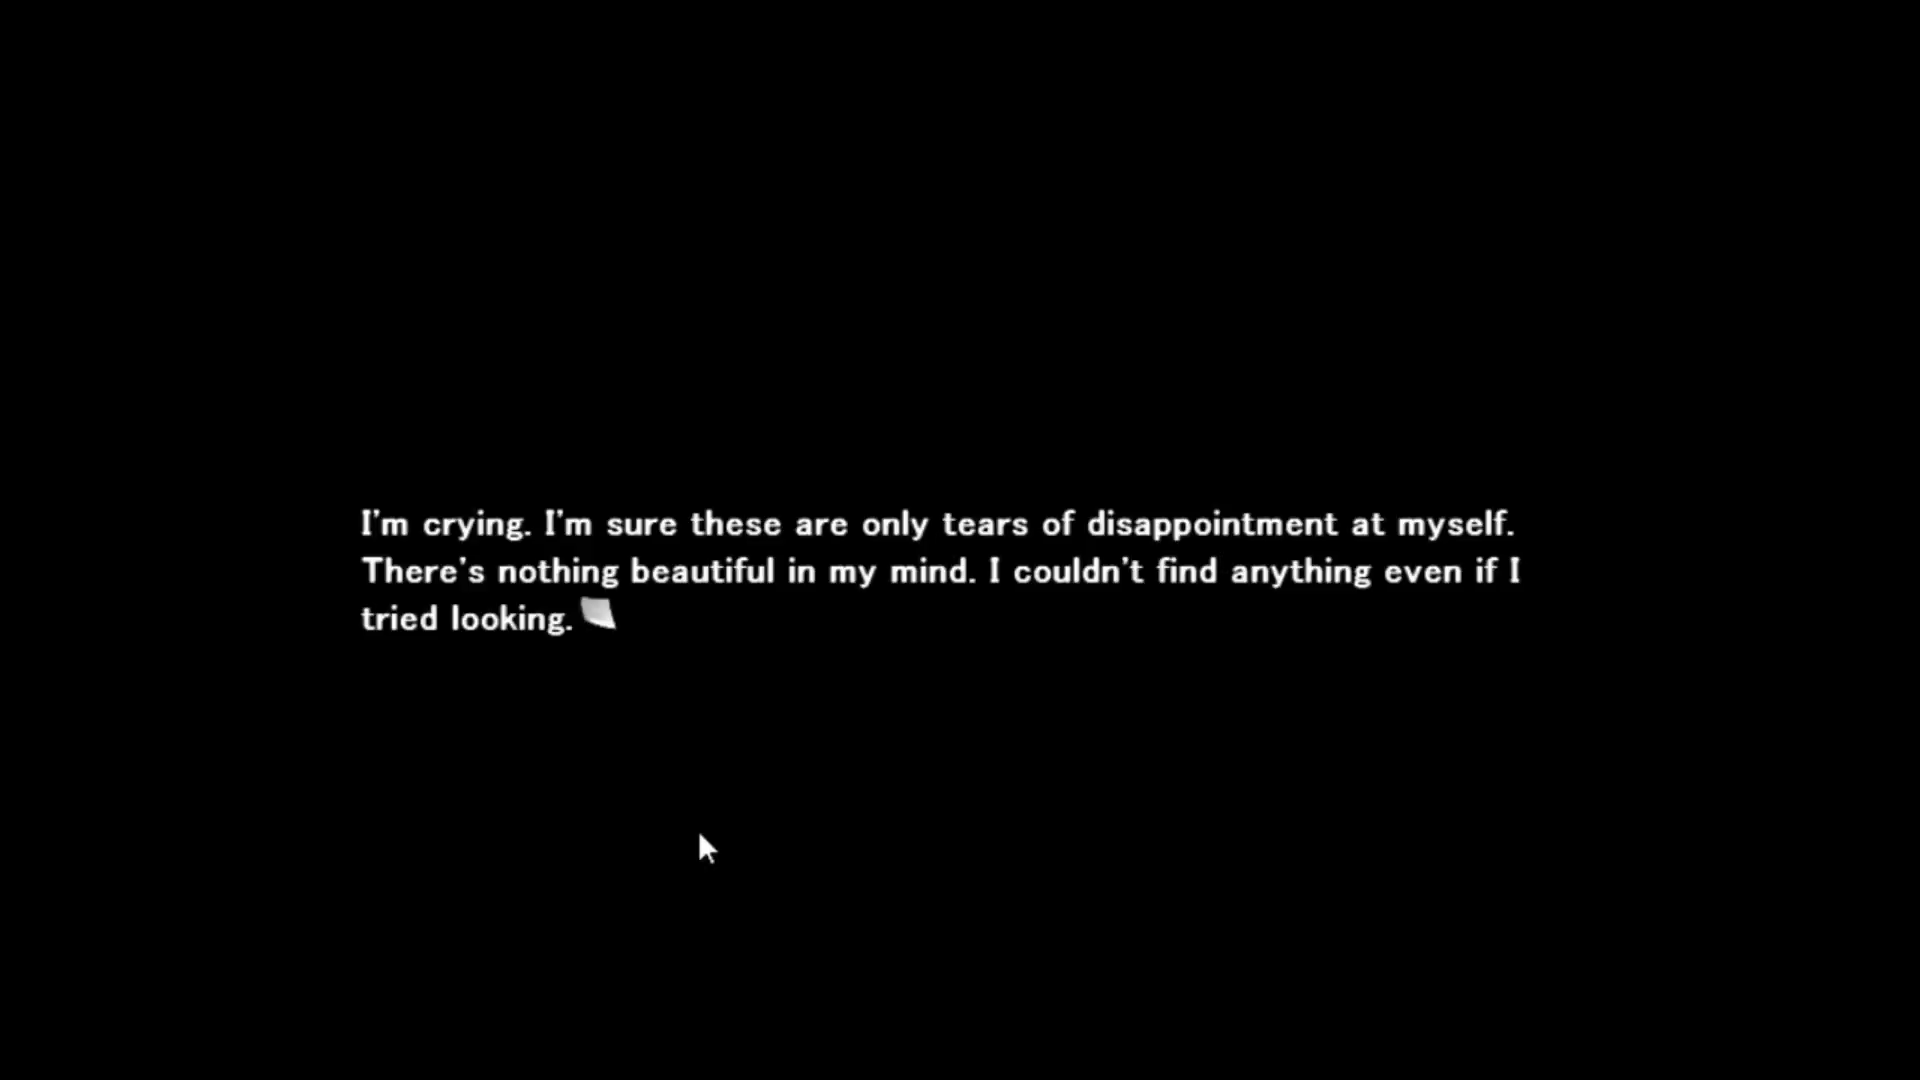 I'm crying. I'm sure these are only tears of disappointment at myself.
There's nothing beautiful in my mind. I couldn't find anything even if I
tried looking.